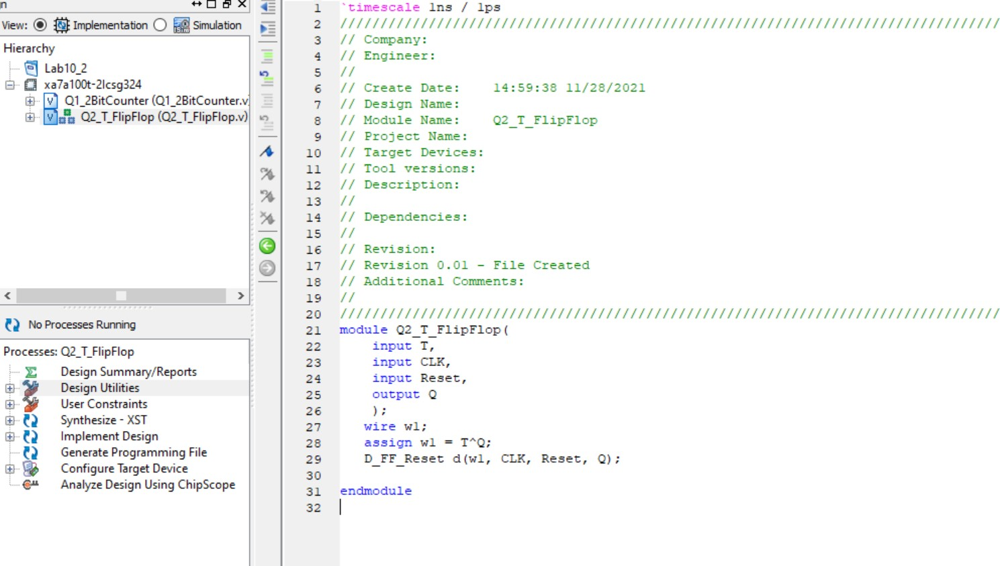 n
View: Implementation Simulation
Hierarchy
Lab10_2
xa7a100t-2lcsg324
Q1_2BitCounter (Q1_2BitCounter.v
Q2_T_FlipFlop (Q2_T_FlipFlop.v)
No Processes Running
Processes: Q2_T_FlipFlop
Design Summary/Reports
Design Utilities
User Constraints
Synthesize - XST
Implement Design
Generate Programming File
Configure Target Device
Analyze Design Using ChipScope
1 `timescale 1ns / 1ps
2 //////////////////////////////////////////////////////////////////////////////////
3 // Company:
4 // Engineer:
5 //
6 // Create Date: 14:59:38 11/28/2021
7 // Design Name:
8 // Module Name: Q2_T_FlipFlop
9 // Project Name:
10 // Target Devices:
11 // Tool versions:
12 // Description:
13 //
14 // Dependencies:
15 //
16 // Revision:
17 // Revision 0.01 - File Created
18 // Additional Comments:
19 //
20 //////////////////////////////////////////////////////////////////////////////////
21 module Q2_T_FlipFlop(
22 input T,
23 input CLK,
24 input Reset,
25 output Q
26 );
27 wire w1;
28 assign w1 = T^Q;
29 D_FF_Reset d(w1, CLK, Reset, Q);
30
31 endmodule
32